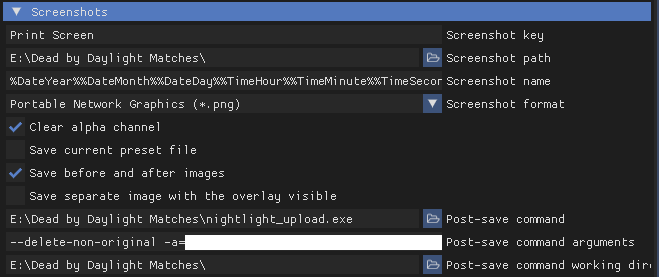 Screenshots
Print Screen Screenshot key
E:\Dead by Daylight Matches\ Screenshot path
%DateYear%%DateMonth%%DateDay%%TimeHour%%TimeMinute%%TimeSecon Screenshot name
Portable Network Graphics (*.png) Screenshot format
Clear alpha channel
Save current preset file
Save before and after images
Save separate image with the overlay visible
E:\Dead by Daylight Matches\nightlight_upload.exe Post-save command
--delete-non-original -a= Post-save command arguments
E:\Dead by Daylight Matches\ Post-save command working dire